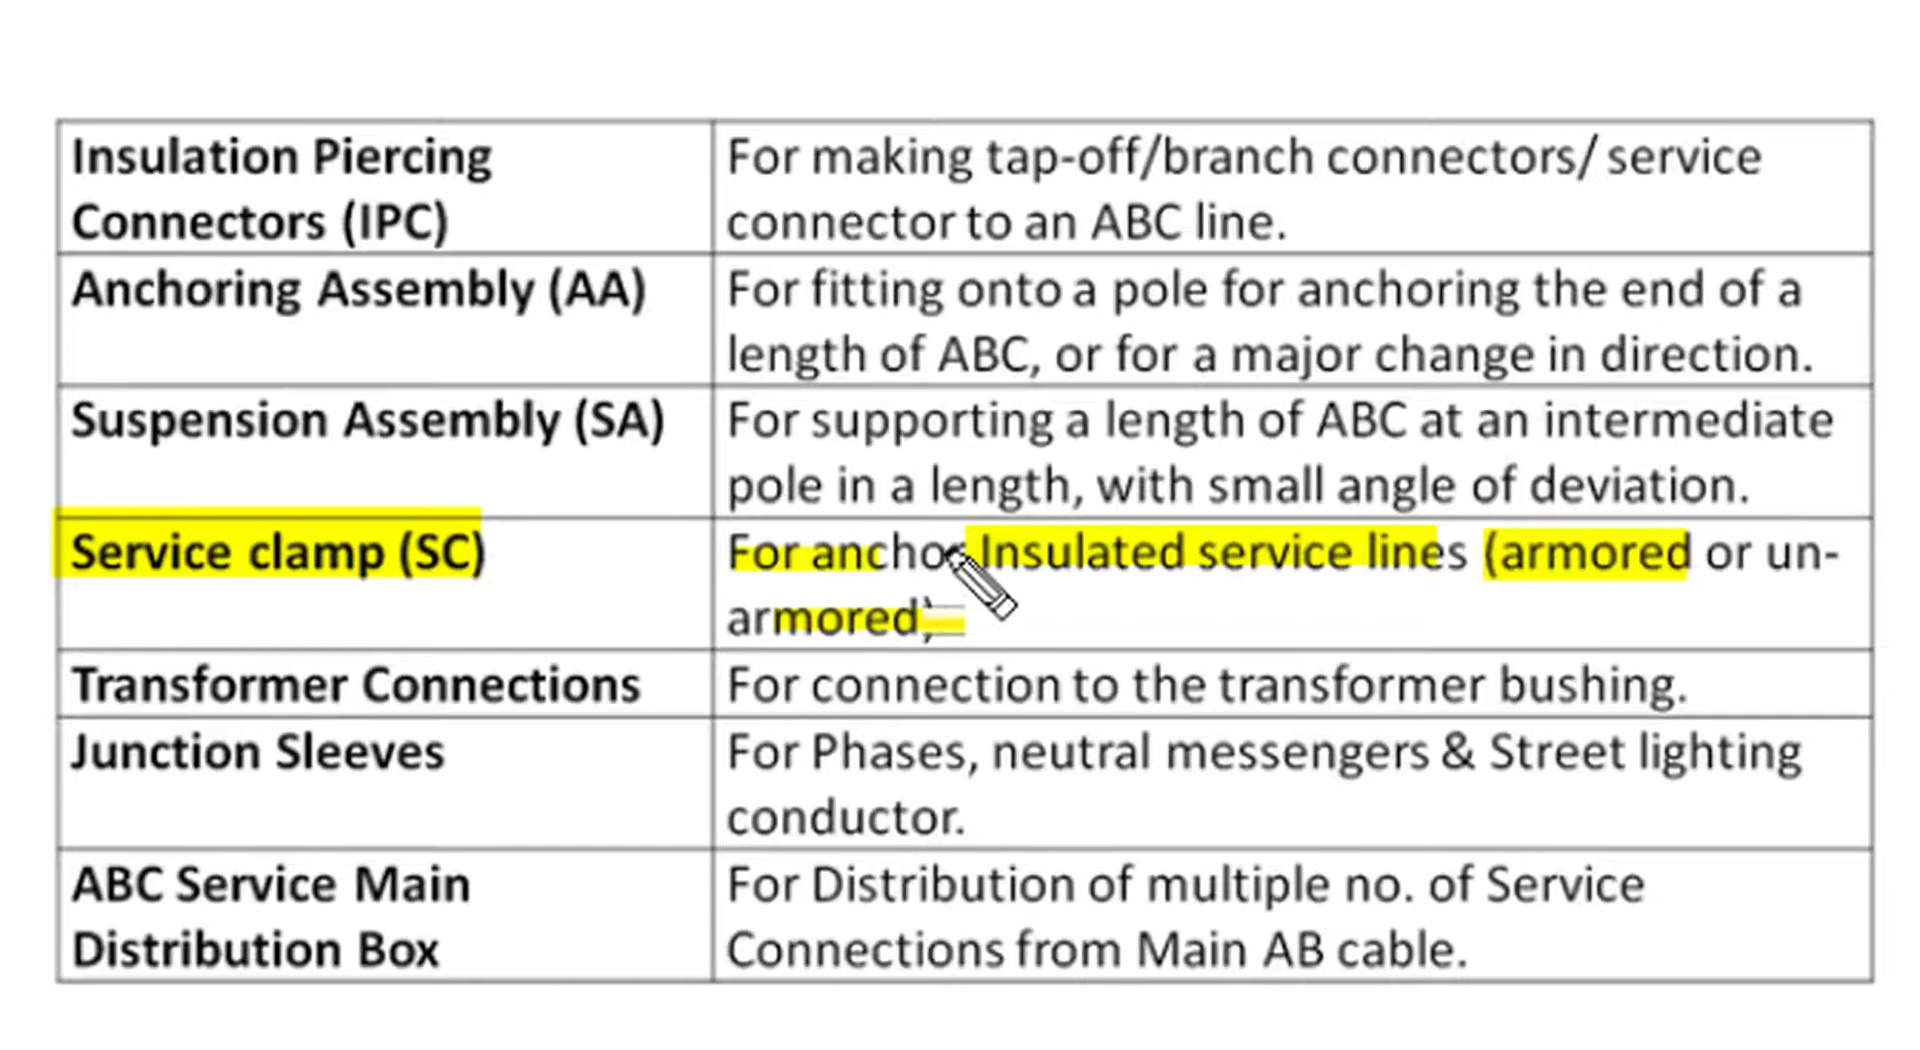 Insulation Piercing
Connectors (IPC)
For making tap-off/branch connectors/ service
connector to an ABC line.
Anchoring Assembly (AA)
For fitting onto a pole for anchoring the end of a
length of ABC, or for a major change in direction.
Suspension Assembly (SA)
For supporting a length of ABC at an intermediate
pole in a length, with small angle of deviation.
Service clamp (SC)
For anchor Insulated service lines (armored or un-
armored)
Transformer Connections
For connection to the transformer bushing.
Junction Sleeves
For Phases, neutral messengers & Street lighting
conductor.
ABC Service Main
Distribution Box
For Distribution of multiple no. of Service
Connections from Main AB cable.